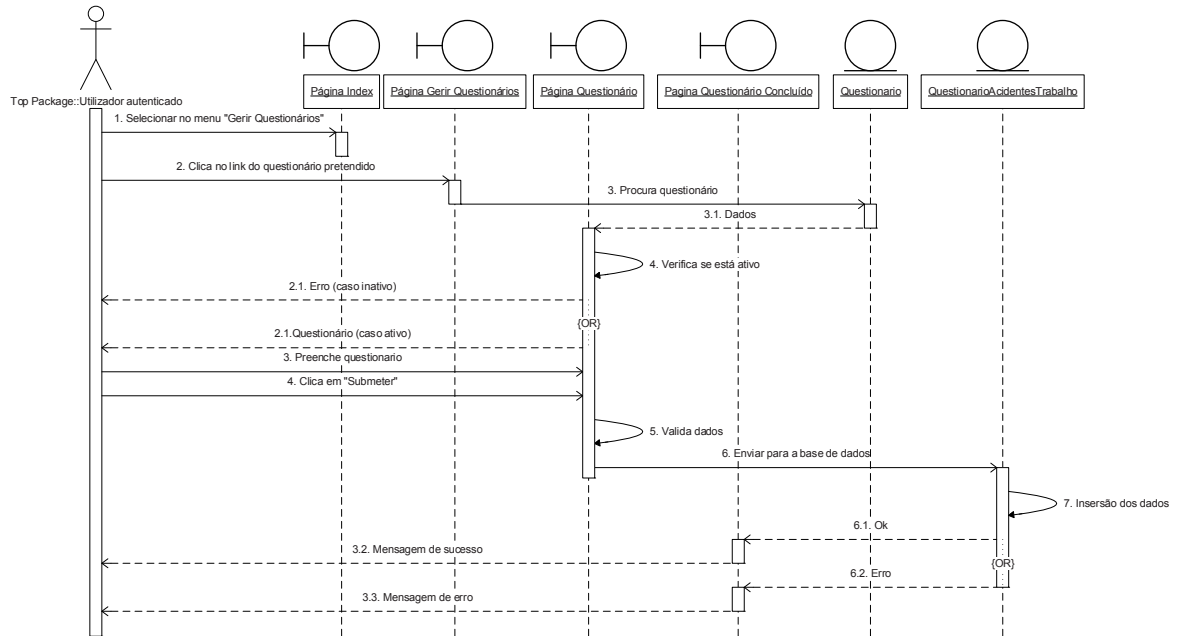 Top Package::Utilizador autenticado
Página Index
Página Gerir Questionários
Página Questionário
Pagina Questionário Concluído
Questionario
QuestionarioAcidentesTrabalho
1. Selecionar no menu "Gerir Questionários"
2. Clica no link do questionário pretendido
3. Procura questionário
3.1. Dados
4. Verifica se está ativo
2.1. Erro (caso inativo)
{OR}
2.1.Questionário (caso ativo)
3. Preenche questionario
4. Clica em "Submeter"
5. Valida dados
6. Enviar para a base de dados
7. Insersão dos dados
6.1. Ok
3.2. Mensagem de sucesso
{OR}
6.2. Erro
3.3. Mensagem de erro